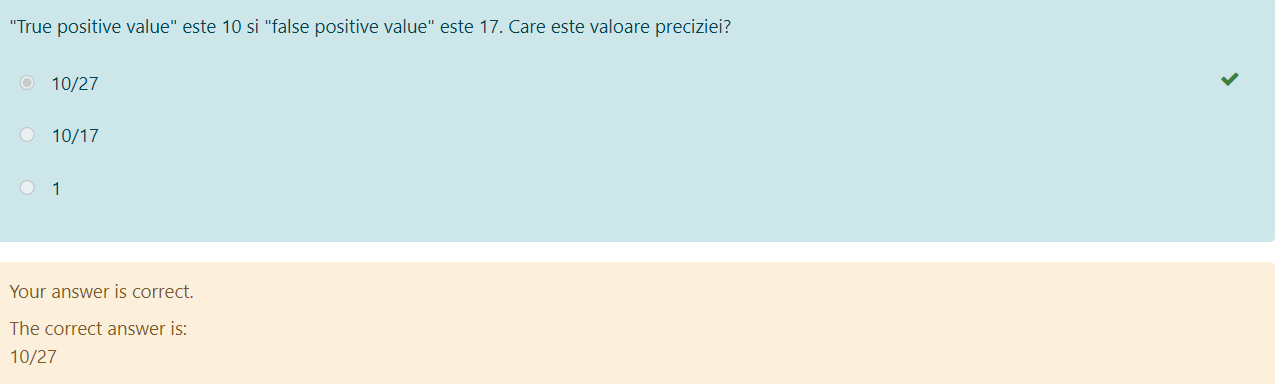 "True positive value" este 10 si "false positive value" este 17. Care este valoare preciziei?
10/27
10/17
1
Your answer is correct.
The correct answer is:
10/27